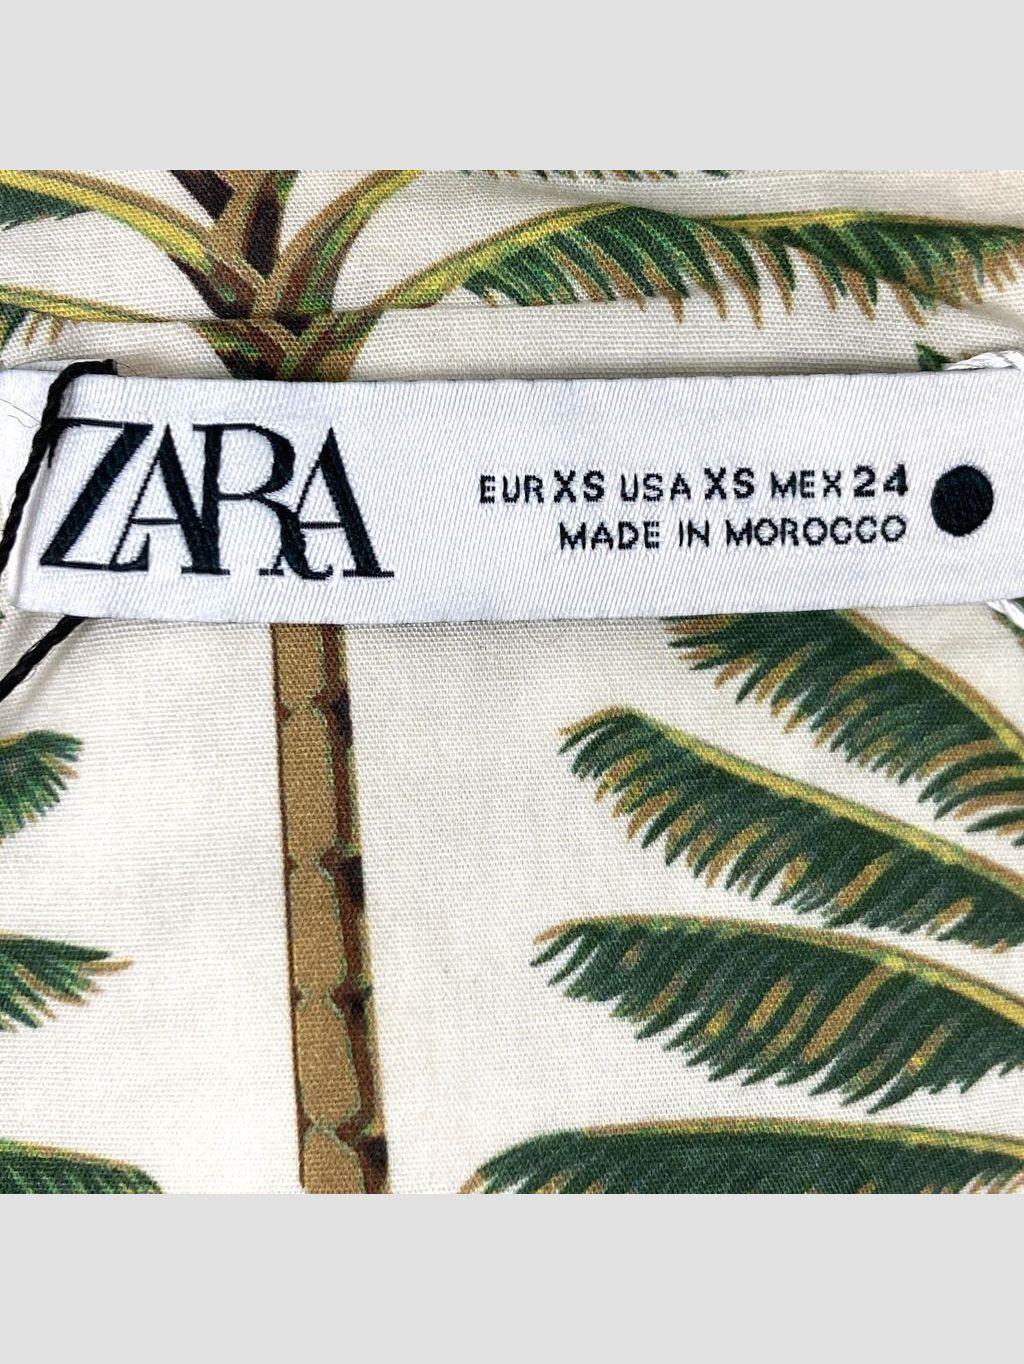 ZARA
EUR XS USA XS MEX 24
MADE IN MOROCCO